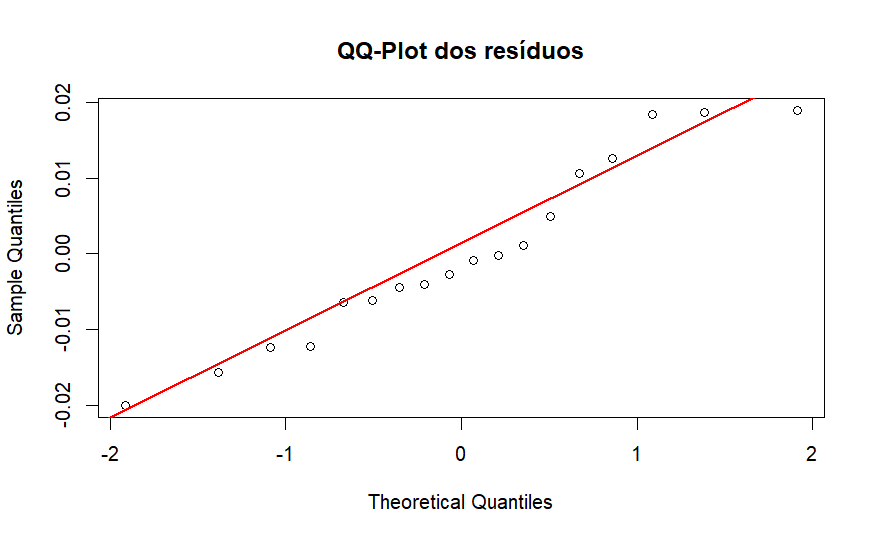 QQ-Plot dos resíduos
Sample Quantiles
0.02
0.01
0.00
-0.01
-0.02
-2 -1 0 1 2
Theoretical Quantiles